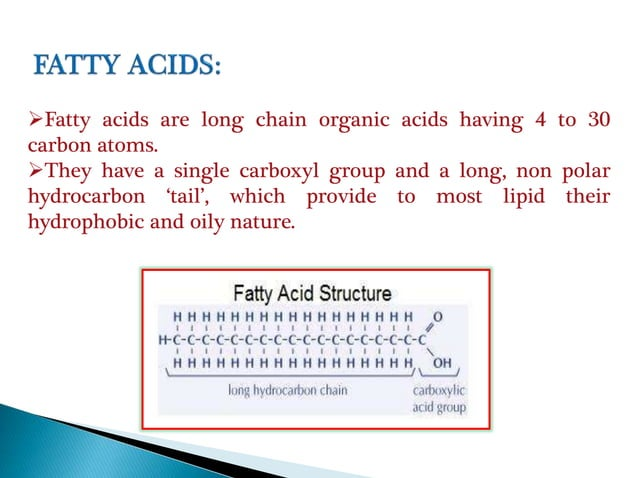 FATTY ACIDS:
➢Fatty acids are long chain organic acids having 4 to 30
carbon atoms.
➢They have a single carboxyl group and a long, non polar
hydrocarbon ‘tail’, which provide to most lipid their
hydrophobic and oily nature.
Fatty Acid Structure
H H H H H H H H H H H H H H H H H O
H-C-C-C-C-C-C-C-C-C-C-C-C-C-C-C-C-C-C
H H H H H H H H H H H H H H H H H OH
long hydrocarbon chain carboxylic
acid group